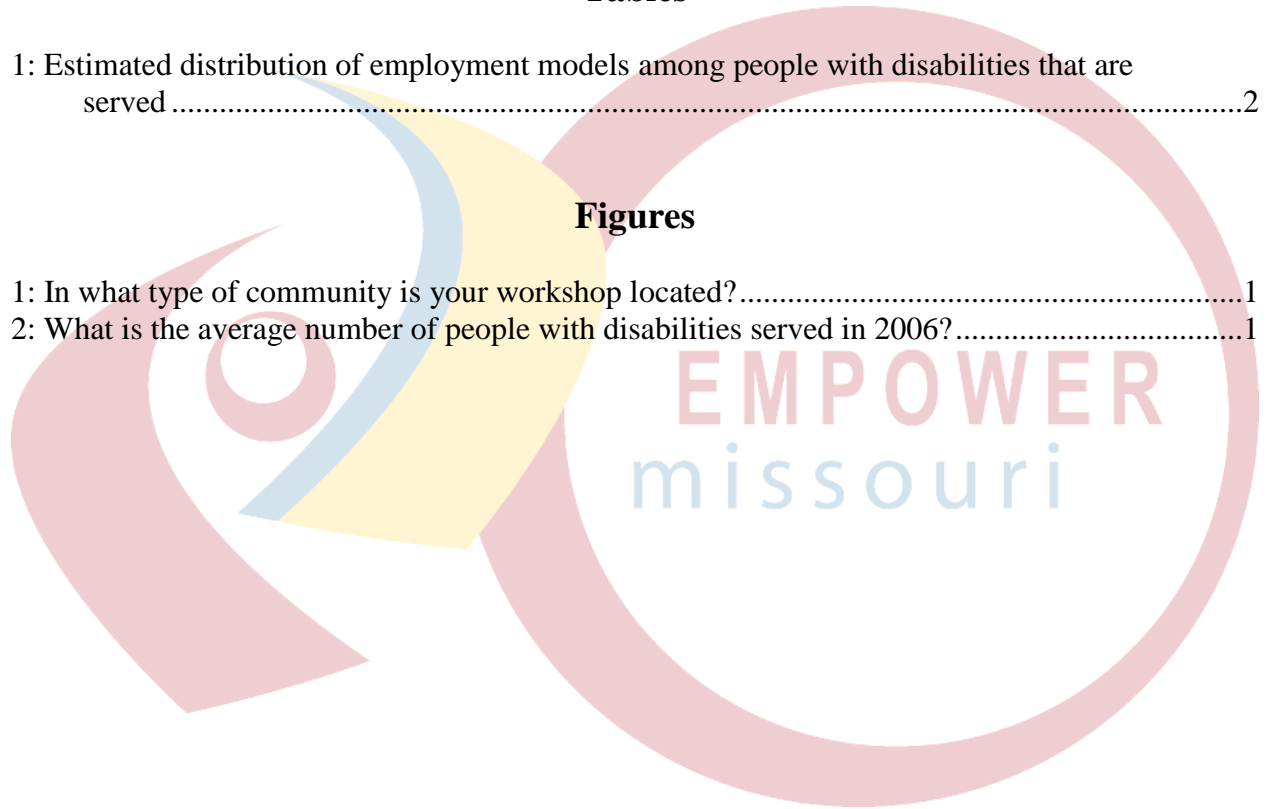 1: Estimated distribution of employment models among people with disabilities that are
served.......................................................................................................................................2
Figures
1: In what type of community is your workshop located?...............................................................1
2: What is the average number of people with disabilities served in 2006?....................................1
EMPOWER
missouri